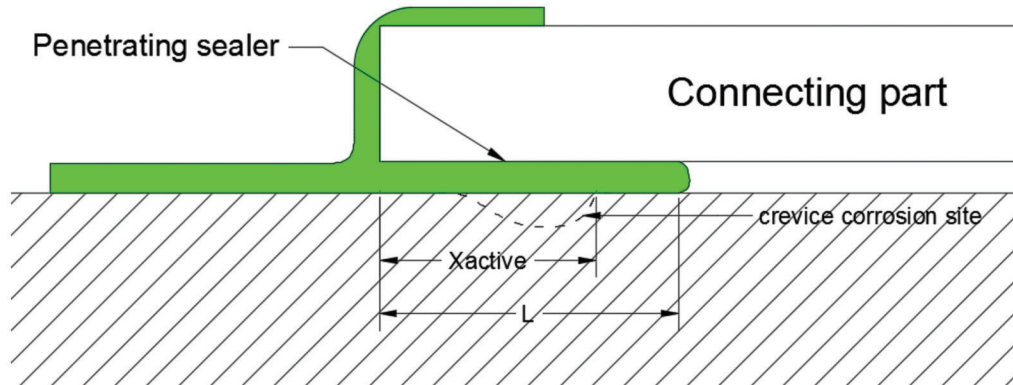 Penetrating sealer
Connecting part
crevice corrosion site
Xactive
L